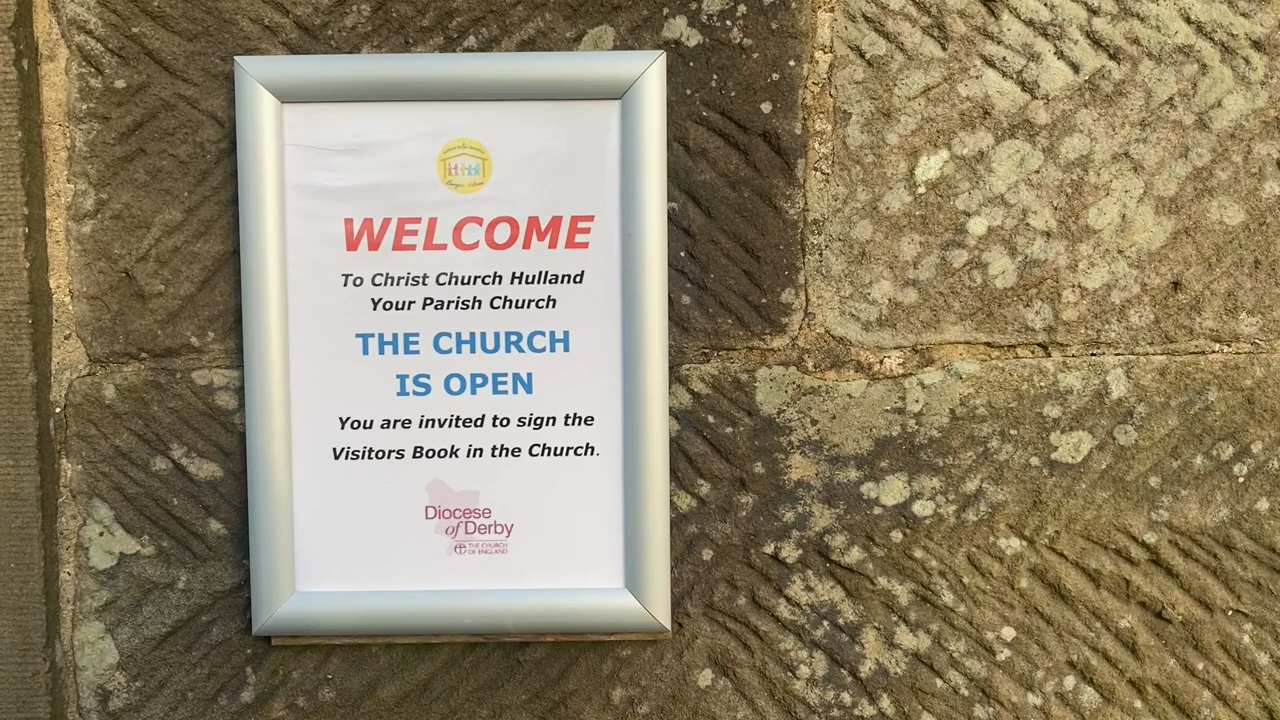 WELCOME
To Christ Church Hulland
Your Parish Church
THE CHURCH
IS OPEN
You are invited to sign the
Visitors Book in the Church.
Diocese
of Derby
THE CHURCH
OF ENGLAND